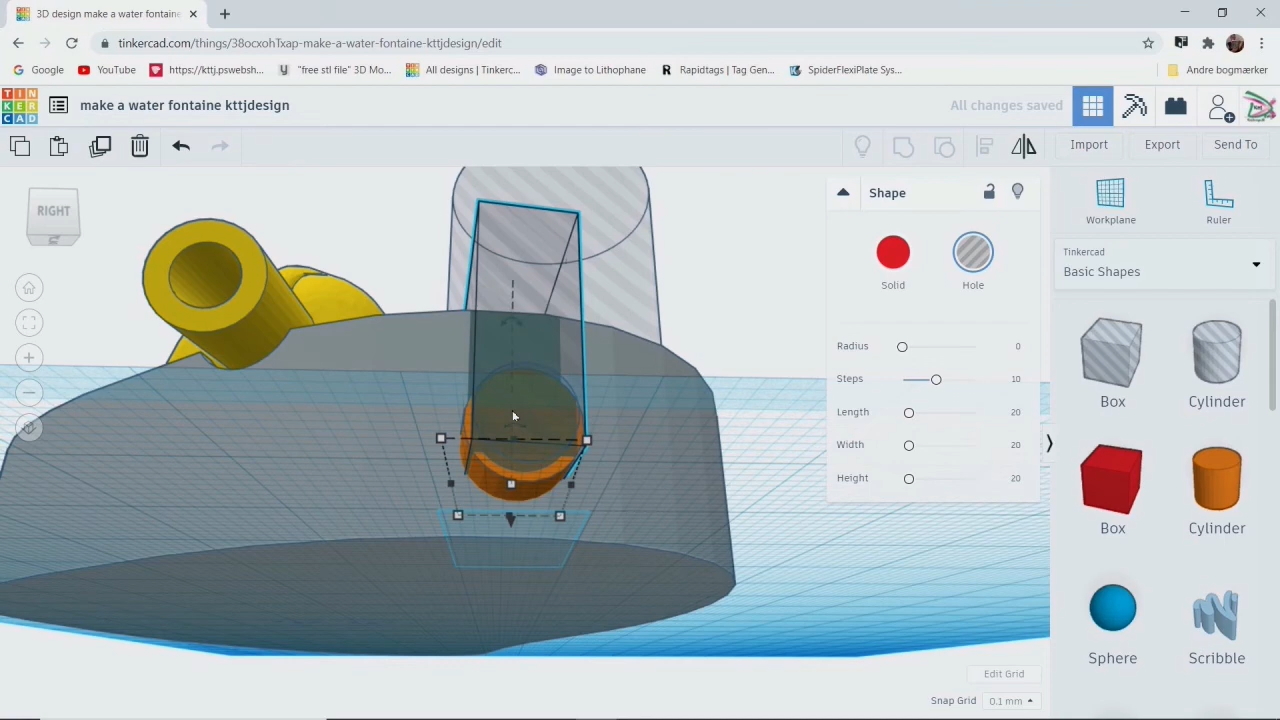 3D design make a water fontaine
tinkercad.com/things/38ocxohTxap-make-a-water-fontaine-kttjdesign/edit
Google
YouTube
https://kttj.pswebsh...
"free stl file" 3D Mo...
All designs | Tinkerc...
Image to Lithophane
Rapidtags | Tag Gen...
SpiderFlexiPlate Sys...
Andre bogmærker
TIN
KER
CAD
make a water fontaine kttjdesign
All changes saved
Import
Export
Send To
RIGHT
Shape
Solid
Hole
Radius 0
Steps 10
Length 20
Width 20
Height 20
Workplane
Ruler
Tinkercad
Basic Shapes
Box
Cylinder
Box
Cylinder
Sphere
Scribble
Edit Grid
Snap Grid 0.1 mm